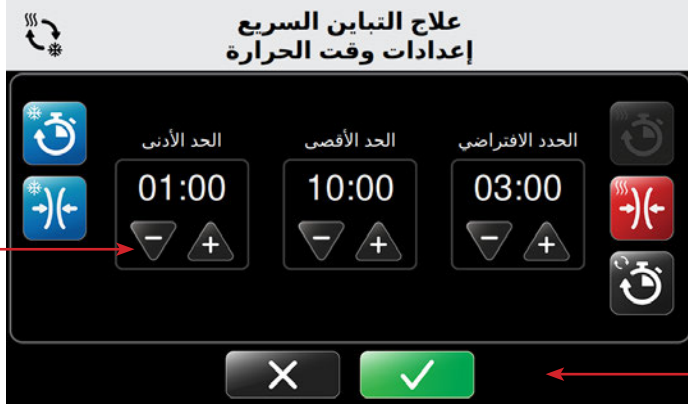 علاج التباين السريع
إعدادات وقت الحرارة
الحدد الافتراضي
الحد الأقصى
الحد الأدنى
03:00
10:00
01:00